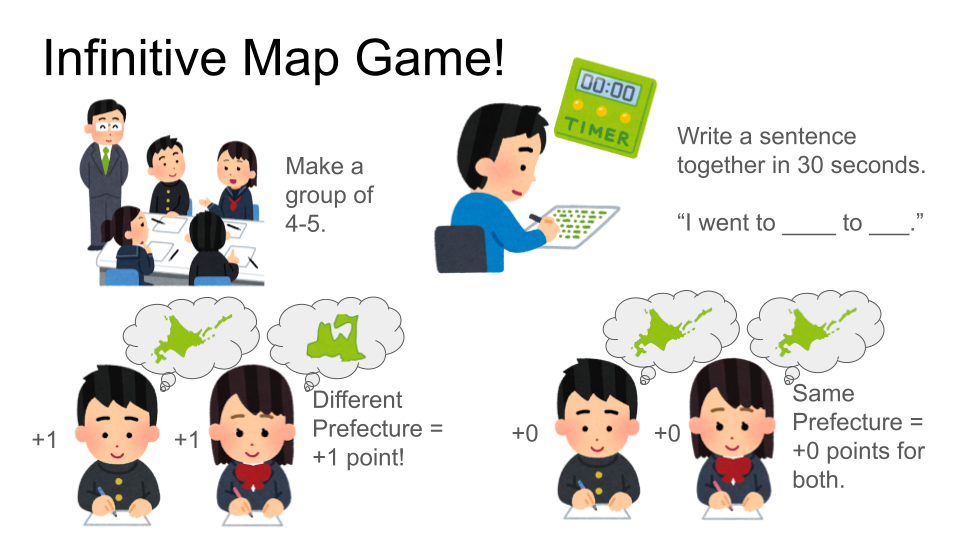 Infinitive Map Game!
Make a
group of
4-5.
00:00
TIMER
Write a sentence
together in 30 seconds.
“I went to ____ to ___.”
+1
+1
Different
Prefecture =
+1 point!
+0
+0
Same
Prefecture =
+0 points for
both.